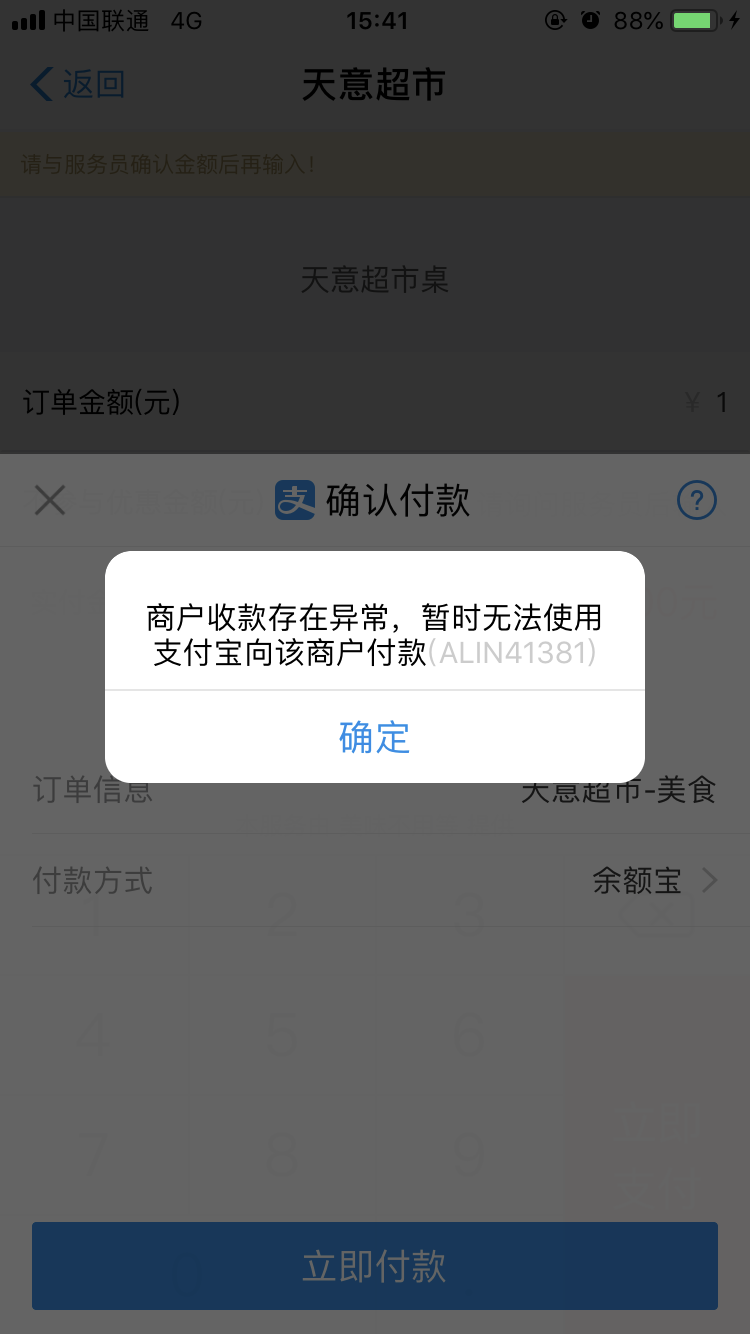 中国联通 4G 15:41 88%
返回 天意超市
请与服务员确认金额后再输入！
天意超市桌
订单金额(元) ¥ 1
支 确认付款 ?
商户收款存在异常，暂时无法使用
支付宝向该商户付款(ALIN41381)
确定
订单信息 天意超市-美食
付款方式 余额宝
1 2 3
4 5 6
7 8 9
0
立即付款